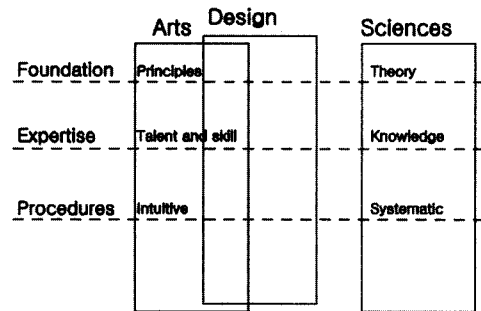 Design
Arts Sciences
Foundation Principles Theory
Expertise Talent and skill Knowledge
Procedures Intuitive Systematic